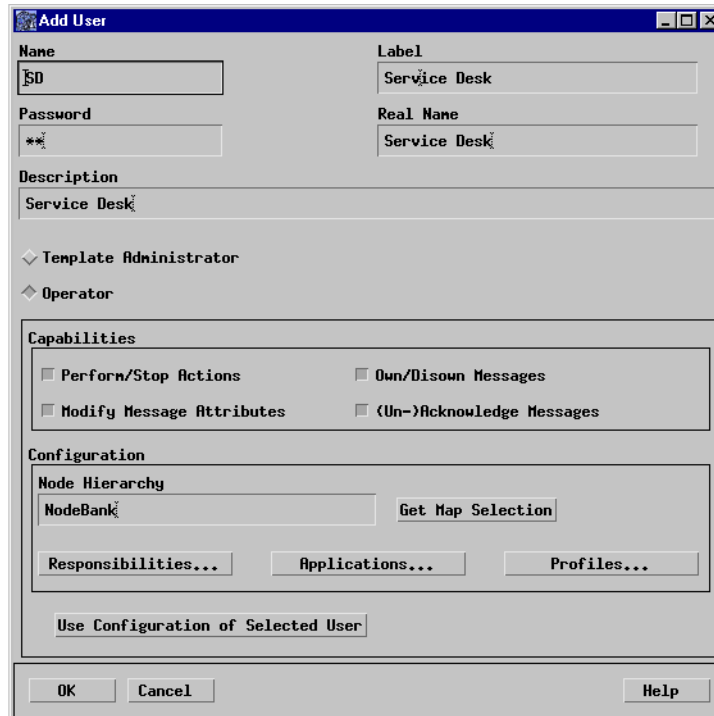 Add User
Name Label
SD Service Desk
Password Real Name
** Service Desk
Description
Service Desk
Template Administrator
Operator
Capabilities
Perform/Stop Actions Own/Disown Messages
Modify Message Attributes (Un-)Acknowledge Messages
Configuration
Node Hierarchy
NodeBank Get Map Selection
Responsibilities... Applications... Profiles...
Use Configuration of Selected User
OK Cancel Help